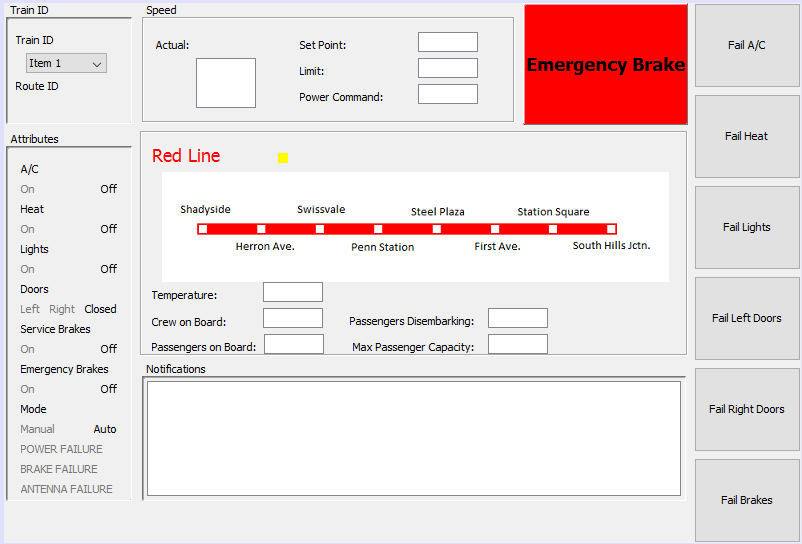 Train ID
Train ID
Item 1
Route ID
Speed
Actual:
Set Point:
Limit:
Power Command:
Emergency Brake
Fail A/C
Fail Heat
Fail Lights
Fail Left Doors
Fail Right Doors
Fail Brakes
Attributes
A/C
On Off
Heat
On Off
Lights
On Off
Doors
Left Right Closed
Service Brakes
On Off
Emergency Brakes
On Off
Mode
Manual Auto
POWER FAILURE
BRAKE FAILURE
ANTENNA FAILURE
Red Line
Shadyside Swissvale Steel Plaza Station Square
Herron Ave. Penn Station First Ave. South Hills Jctn.
Temperature:
Crew on Board: Passengers Disembarking:
Passengers on Board: Max Passenger Capacity:
Notifications